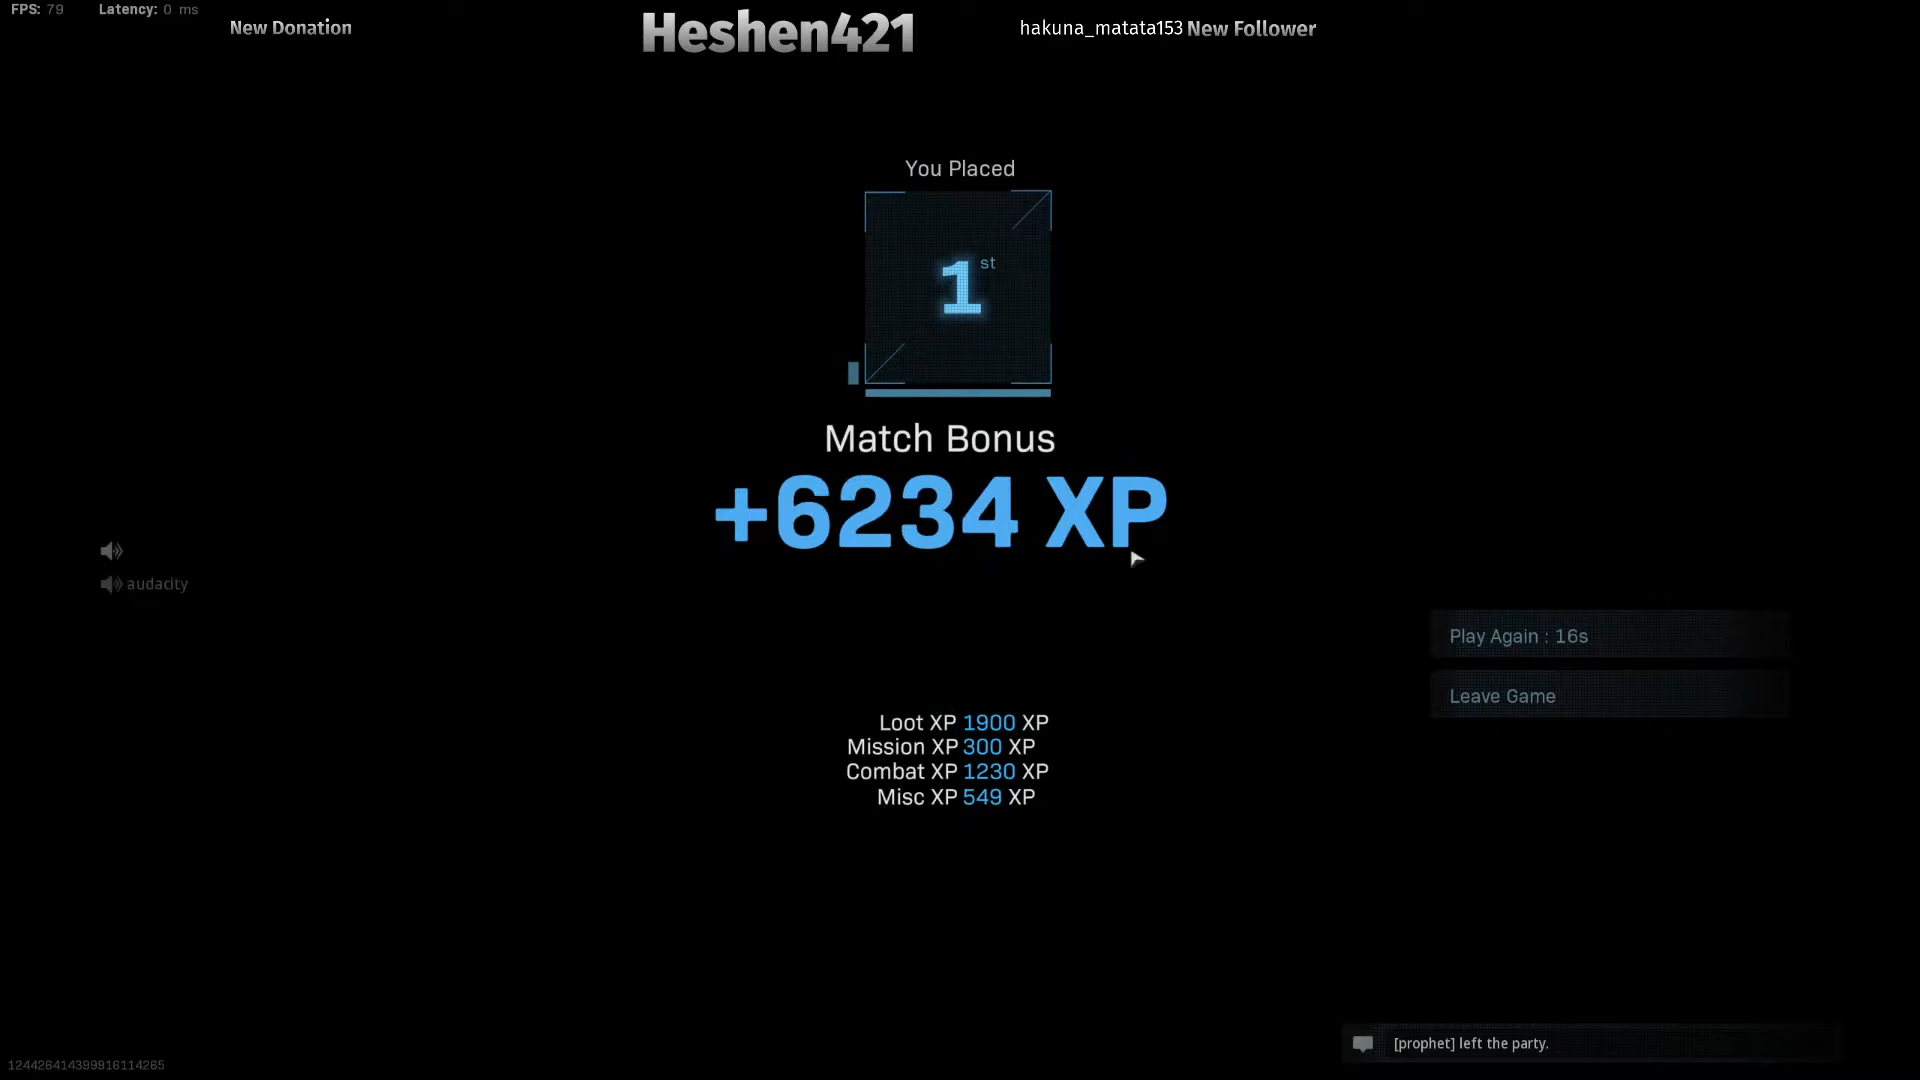 FPS: 79 Latency: 0 ms
New Donation
Heshen421
hakuna_matata153 New Follower
You Placed
1st
Match Bonus
+6234 XP
audacity
Play Again : 16s
Leave Game
Loot XP 1900 XP
Mission XP 300 XP
Combat XP 1230 XP
Misc XP 549 XP
[prophet] left the party.
12442641439​9916114265